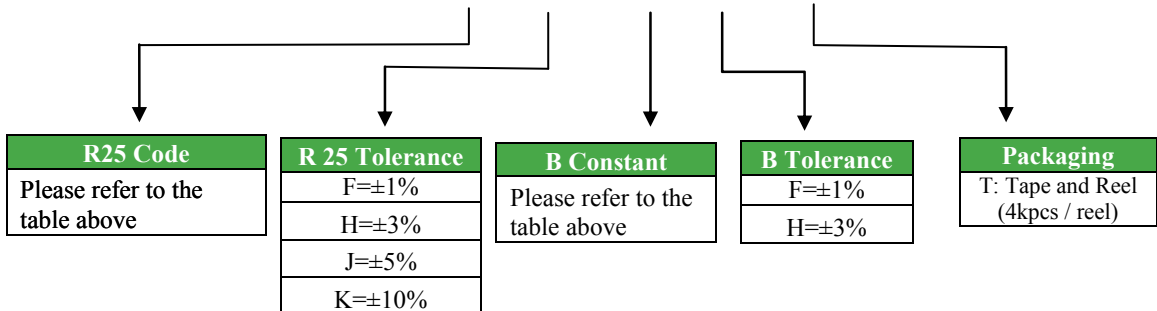 R25 Code
Please refer to the
table above
R 25 Tolerance
F=±1%
H=±3%
J=±5%
K=±10%
B Constant
Please refer to the
table above
B Tolerance
F=±1%
H=±3%
Packaging
T: Tape and Reel
(4kpcs / reel)